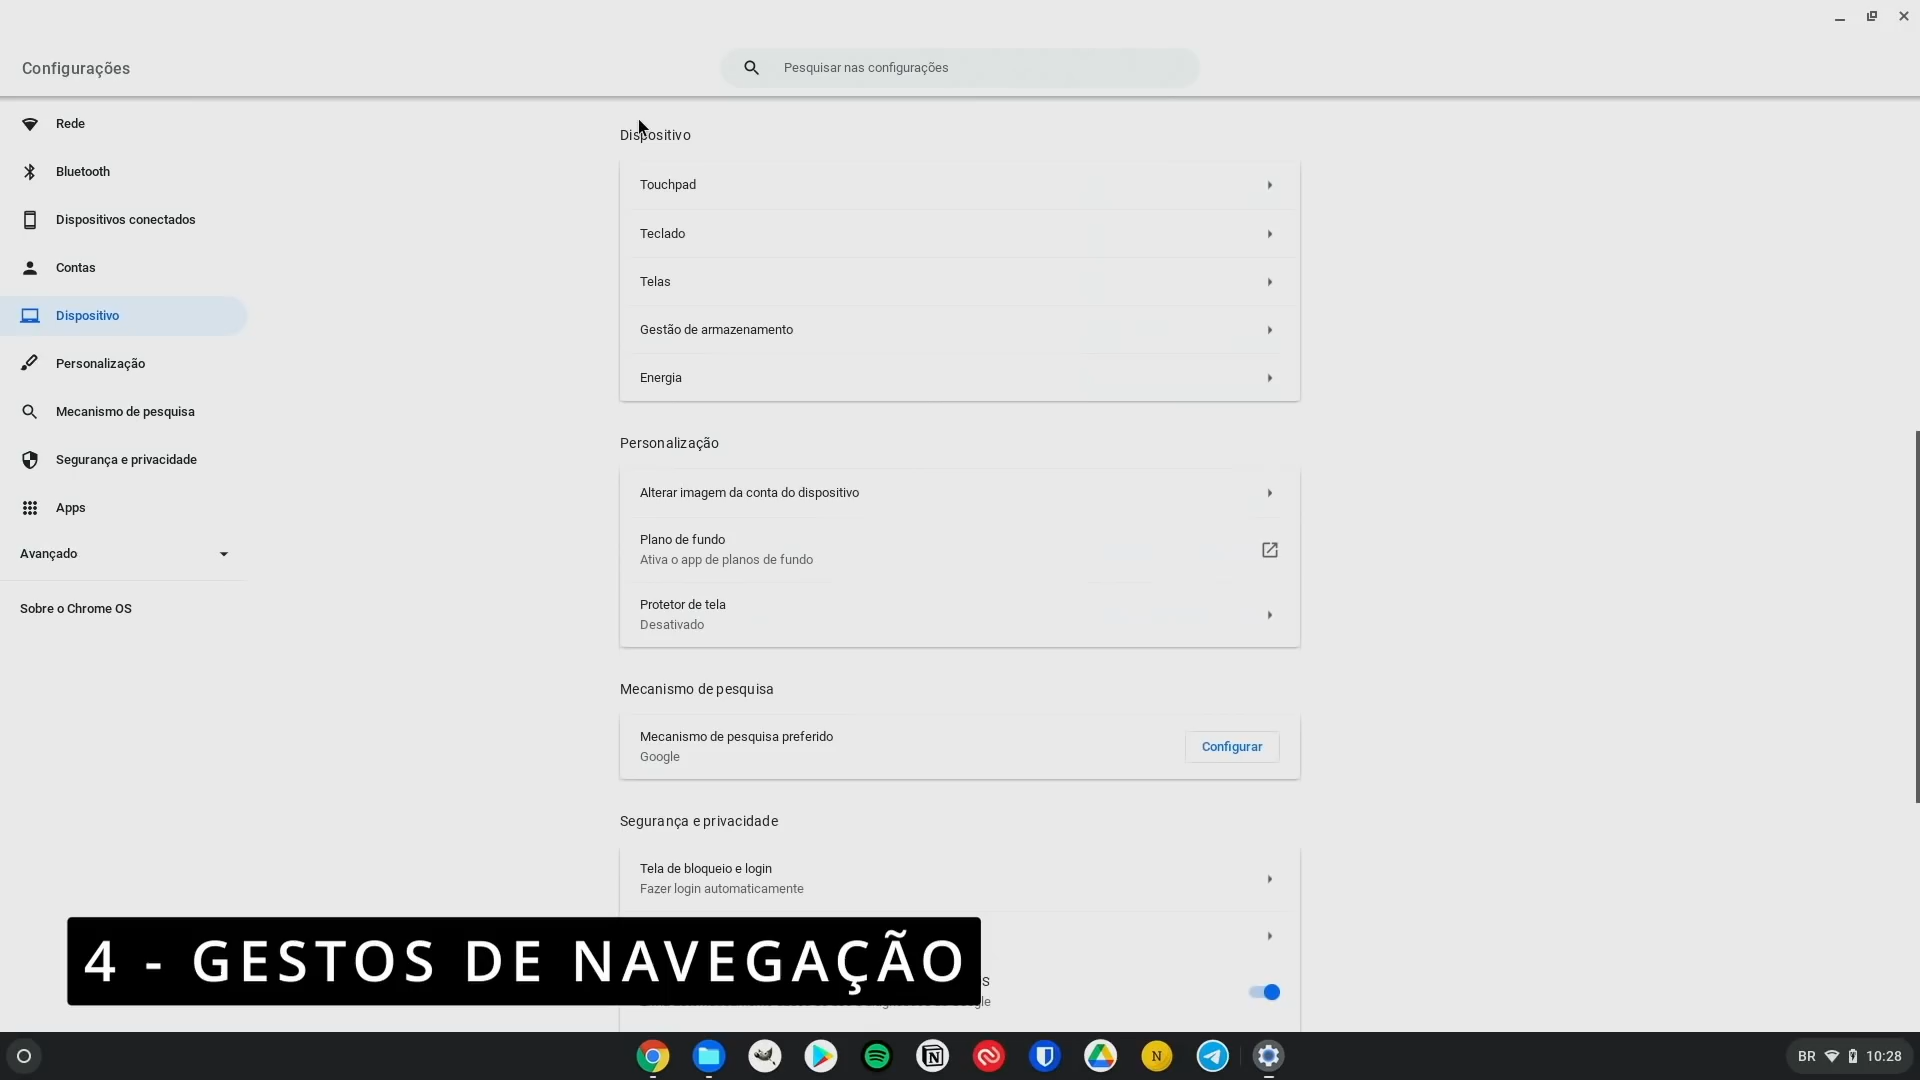 Configurações
Pesquisar nas configurações
Rede
Bluetooth
Dispositivos conectados
Contas
Dispositivo
Personalização
Mecanismo de pesquisa
Segurança e privacidade
Apps
Avançado
Sobre o Chrome OS
Dispositivo
Touchpad
Teclado
Telas
Gestão de armazenamento
Energia
Personalização
Alterar imagem da conta do dispositivo
Plano de fundo
Ativa o app de planos de fundo
Protetor de tela
Desativado
Mecanismo de pesquisa
Mecanismo de pesquisa preferido
Google
Configurar
Segurança e privacidade
Tela de bloqueio e login
Fazer login automaticamente
4 - GESTOS DE NAVEGAÇÃO
N
BR
10:28